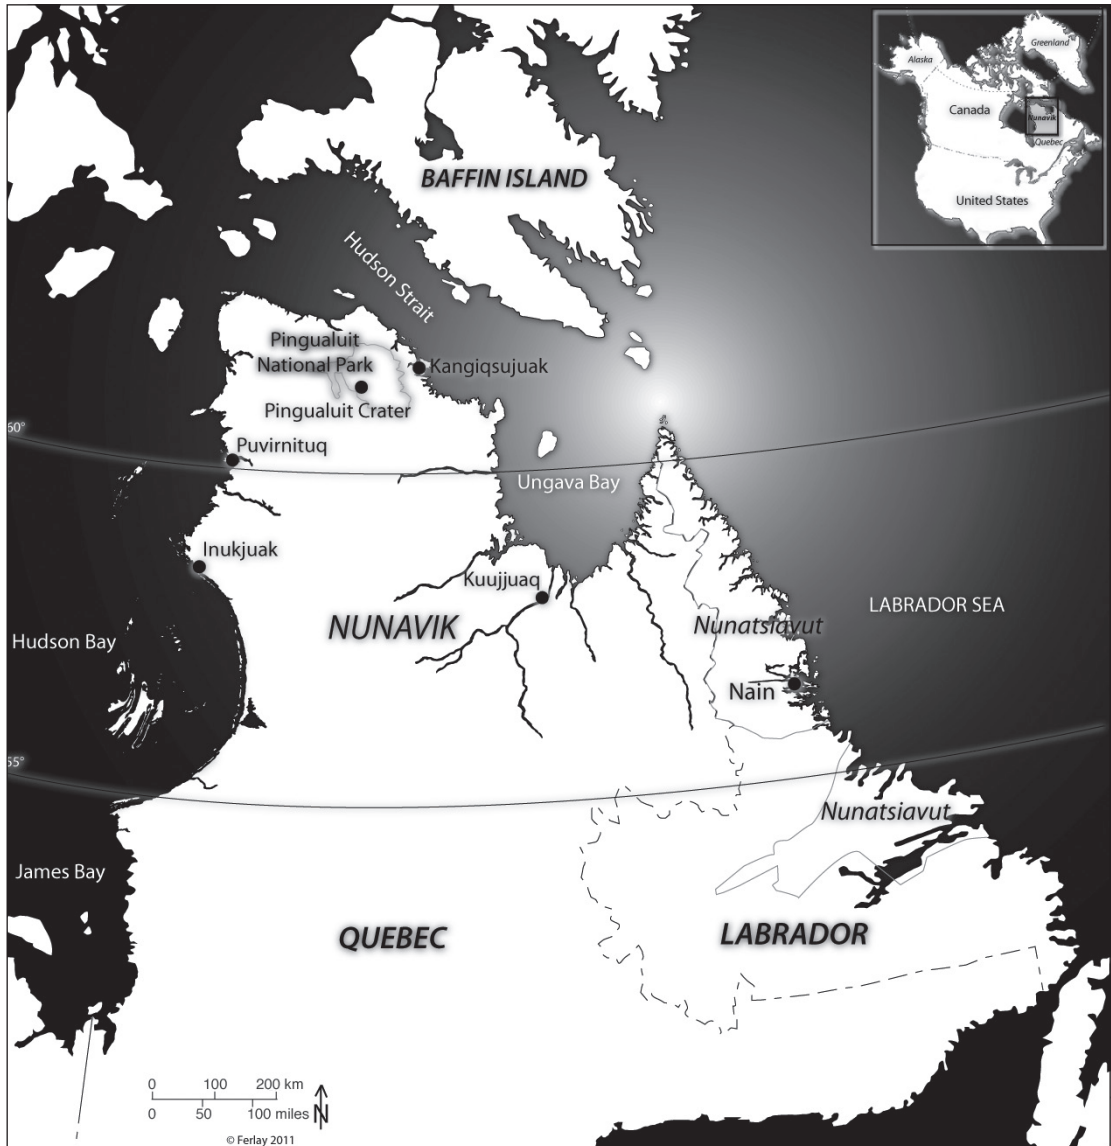 Greenland
Alaska
Canada
Nunavik
Quebec
United States
BAFFIN ISLAND
Hudson Strait
Pingualuit
National Park
Kangiqsujuak
Pingualuit Crater
60°
Puvirnituq
Ungava Bay
Inukjuak
Kuujjuaq
LABRADOR SEA
NUNAVIK
Nunatsiavut
Hudson Bay
Nain
55°
Nunatsiavut
James Bay
QUEBEC
LABRADOR
0 100 200 km
0 50 100 miles
N
© Ferlay 2011